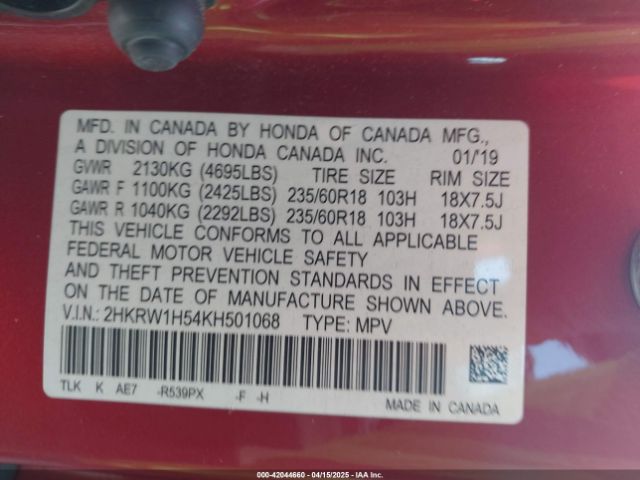 MFD. IN CANADA BY HONDA OF CANADA MFG.,
A DIVISION OF HONDA CANADA INC. 01/'19
GVWR 2130KG (4695LBS) TIRE SIZE RIM SIZE
GAWR F 1100KG (2425LBS) 235/60R18 103H 18X7.5J
GAWR R 1040KG (2292LBS) 235/60R18 103H 18X7.5J
THIS VEHICLE CONFORMS TO ALL APPLICABLE
FEDERAL MOTOR VEHICLE SAFETY
AND THEFT PREVENTION STANDARDS IN EFFECT
ON THE DATE OF MANUFACTURE SHOWN ABOVE.
V.I.N.: 2HKRW1H54KH501068 TYPE: MPV
TLK K AE7 -R539PX -F -H
MADE IN CANADA
000-42044660 - 04/15/2025 - IAA Inc.